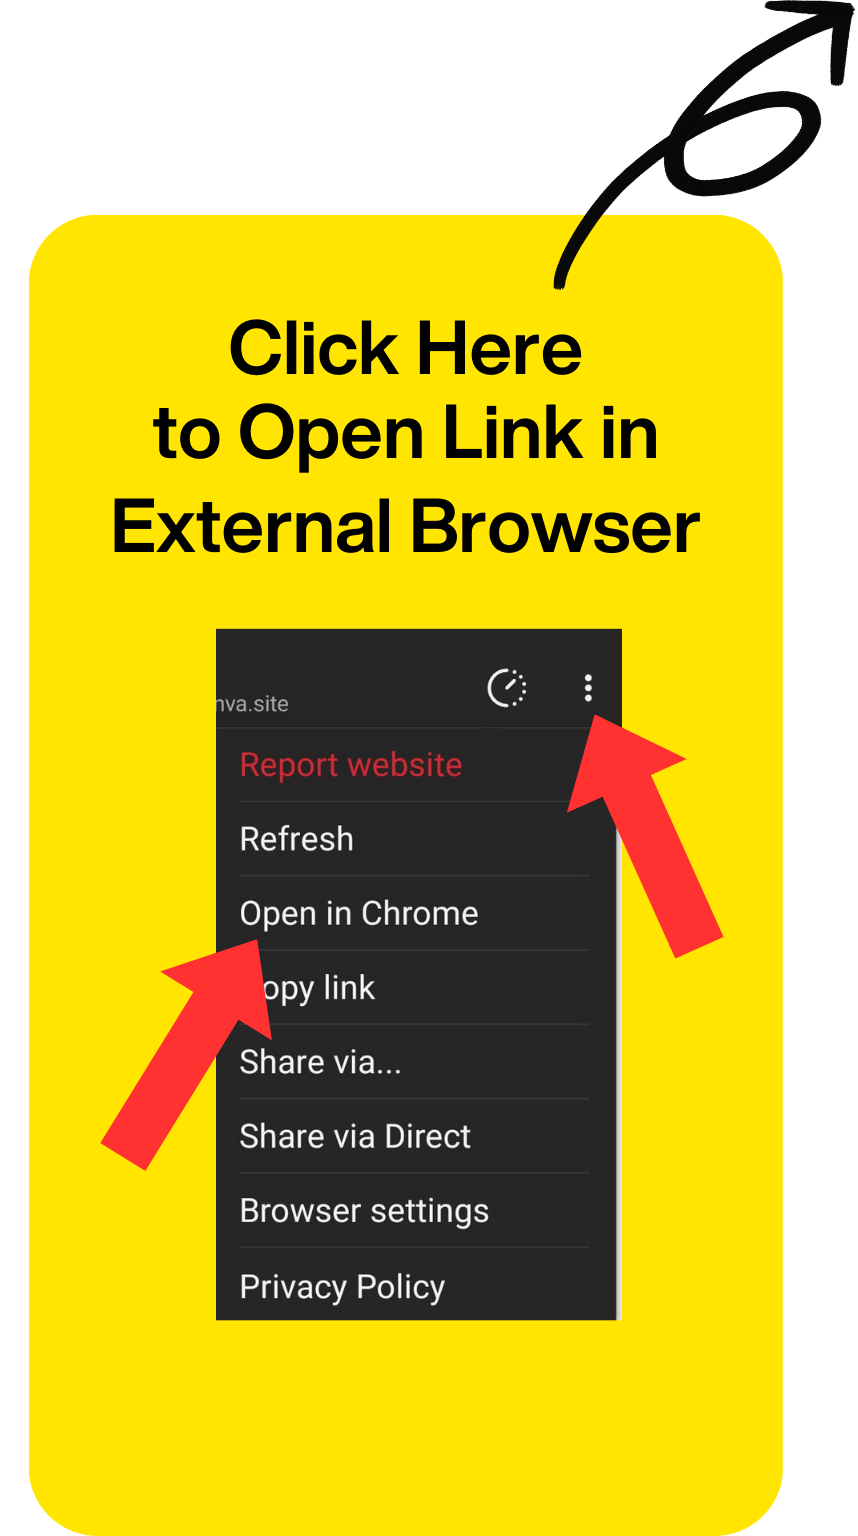 Click Here
to Open Link in
External Browser
nva.site
Report website
Refresh
Open in Chrome
opy link
Share via...
Share via Direct
Browser settings
Privacy Policy